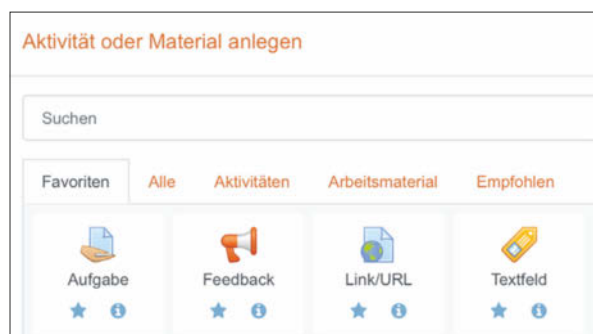 Aktivität oder Material anlegen
Suchen
Favoriten Alle Aktivitäten Arbeitsmaterial Empfohlen
Aufgabe Feedback Link/URL Textfeld